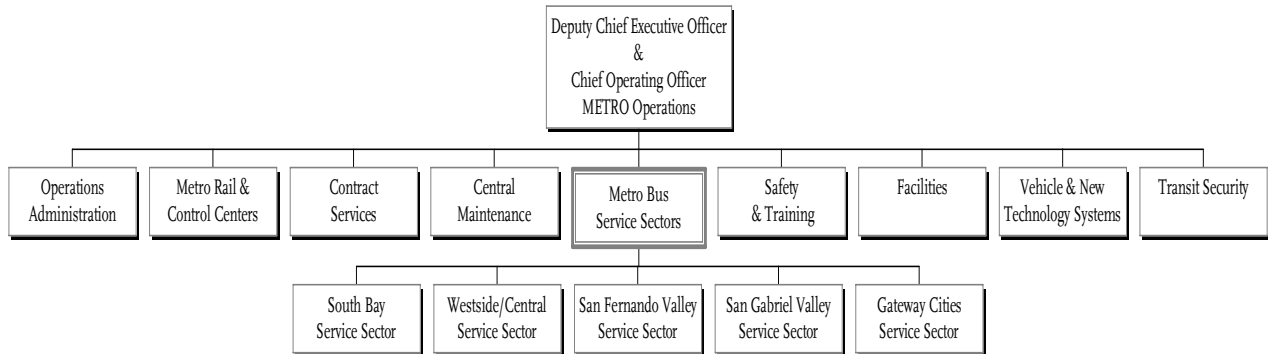 Deputy Chief Executive Officer
&
Chief Operating Officer
METRO Operations
Operations
Administration
Metro Rail &
Control Centers
Contract
Services
Central
Maintenance
Metro Bus
Service Sectors
Safety
& Training
Facilities
Vehicle & New
Technology Systems
Transit Security
South Bay
Service Sector
Westside/Central
Service Sector
San Fernando Valley
Service Sector
San Gabriel Valley
Service Sector
Gateway Cities
Service Sector